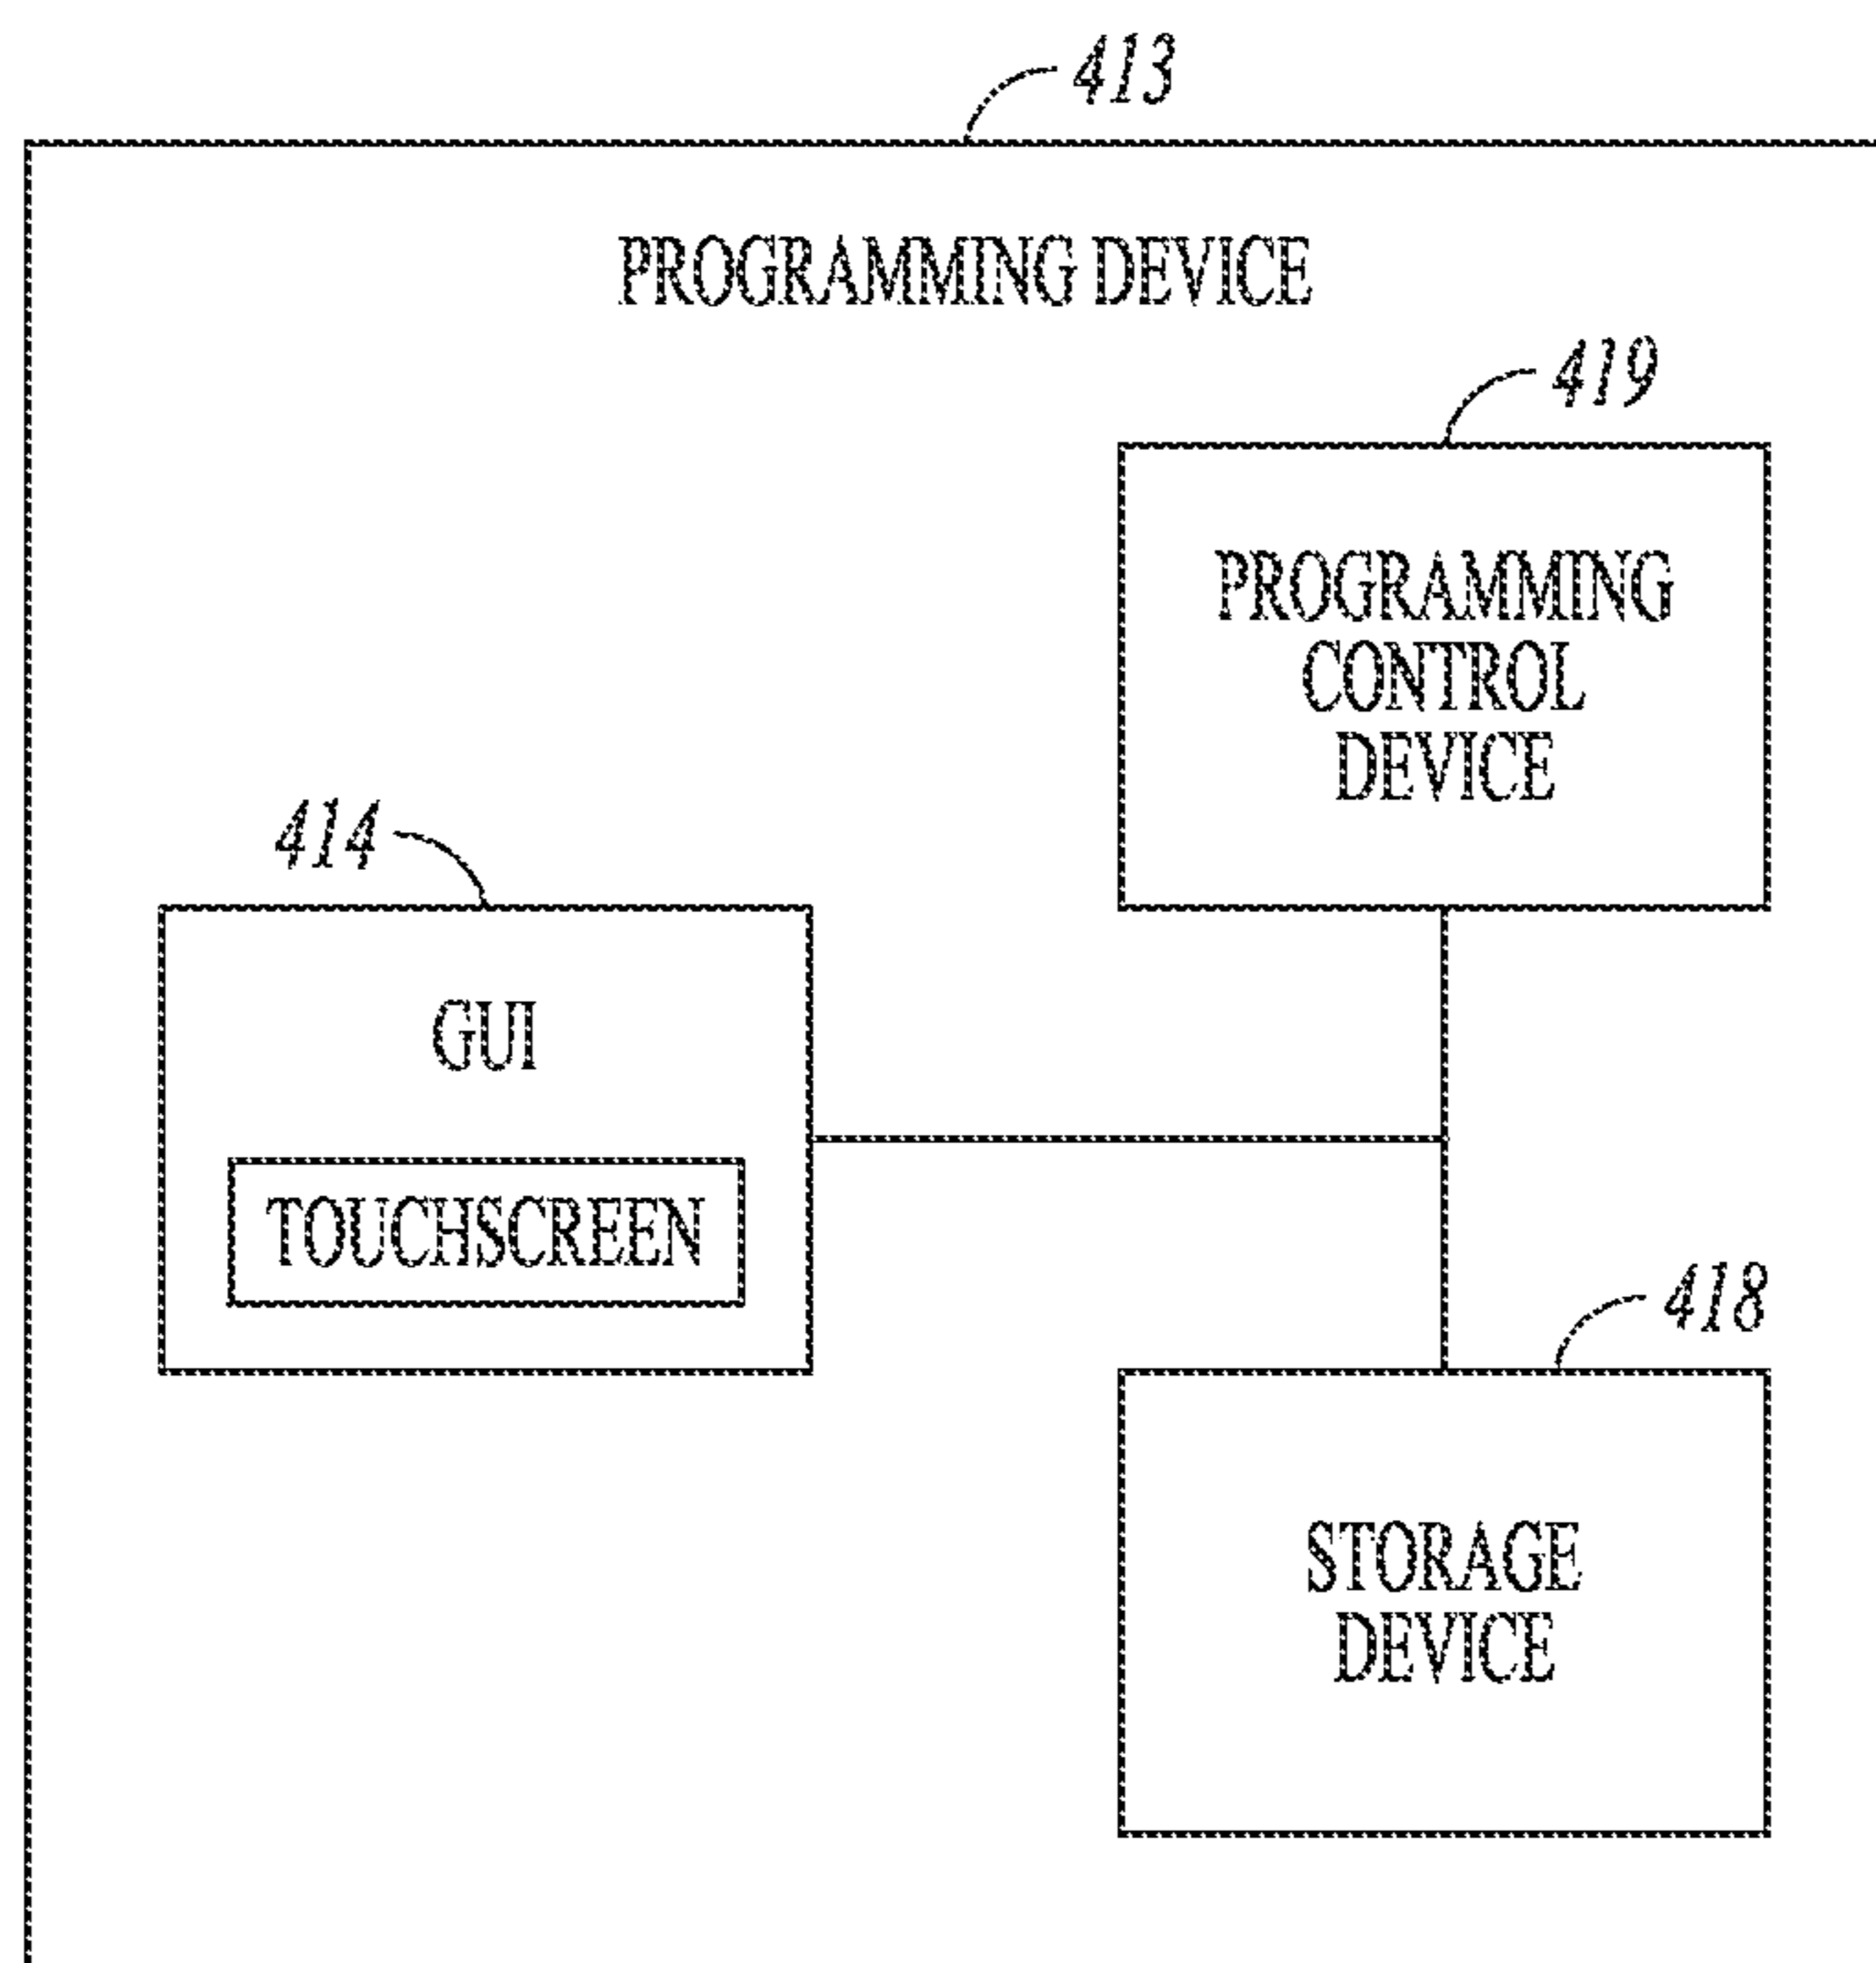 413
PROGRAMMING DEVICE
419
PROGRAMMING
CONTROL
DEVICE
414
GUI
TOUCHSCREEN
418
STORAGE
DEVICE